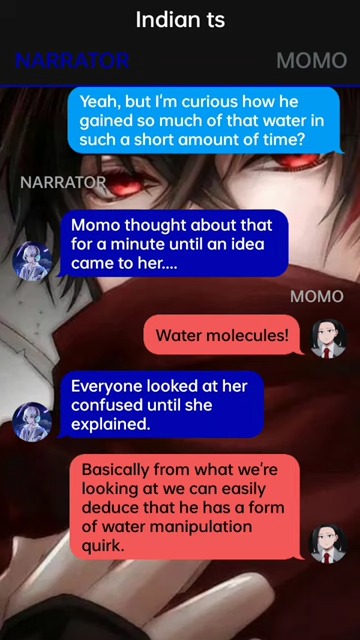 Indian ts
NARRATOR MOMO
Yeah, but I'm curious how he
gained so much of that water in
such a short amount of time?
NARRATOR
Momo thought about that
for a minute until an idea
came to her....
MOMO
Water molecules!
Everyone looked at her
confused until she
explained.
Basically from what we're
looking at we can easily
deduce that he has a form
of water manipulation
quirk.